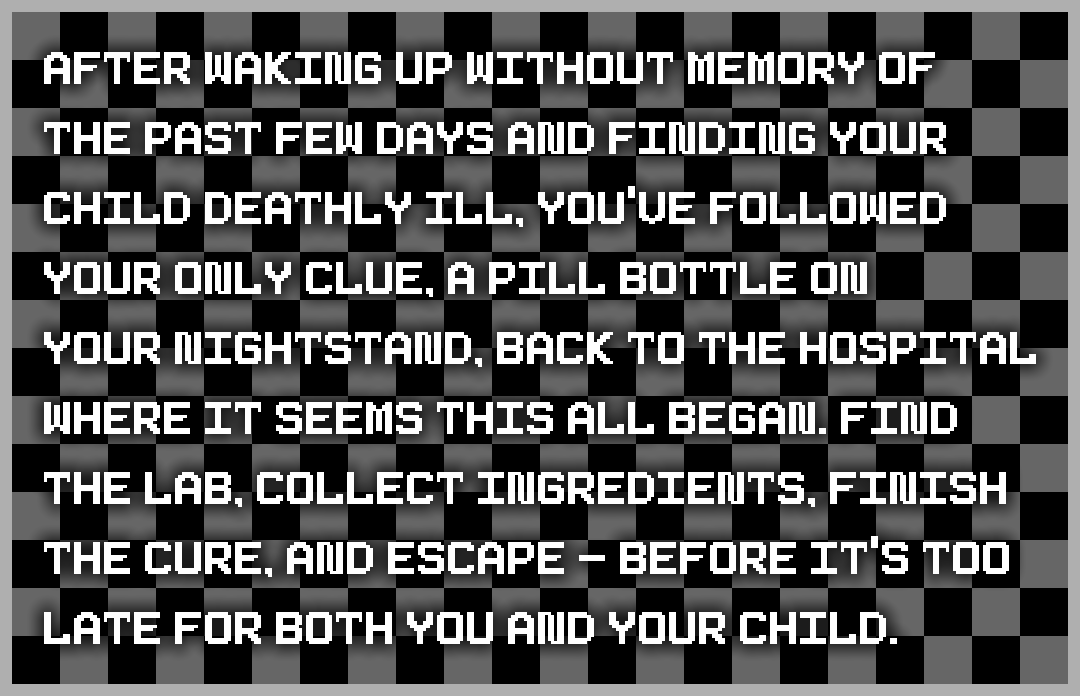 AFTER WAKING UP WITHOUT MEMORY OF
THE PAST FEW DAYS AND FINDING YOUR
CHILD DEATHLY ILL, YOU'VE FOLLOWED
YOUR ONLY CLUE, A PILL BOTTLE ON
YOUR NIGHTSTAND, BACK TO THE HOSPITAL
WHERE IT SEEMS THIS ALL BEGAN. FIND
THE LAB, COLLECT INGREDIENTS, FINISH
THE CURE, AND ESCAPE – BEFORE IT'S TOO
LATE FOR BOTH YOU AND YOUR CHILD.